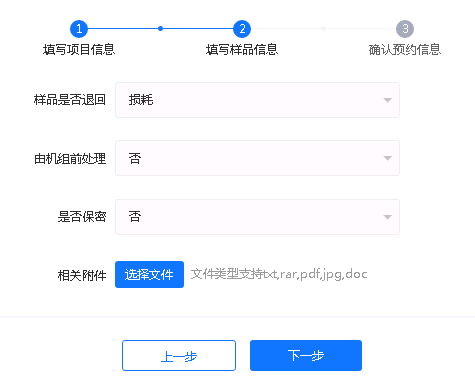 1 2 3
填写项目信息 填写样品信息 确认预约信息
样品是否退回 损耗
由机组前处理 否
是否保密 否
相关附件 选择文件 文件类型支持txt,rar,pdf,jpg,doc
上一步 下一步